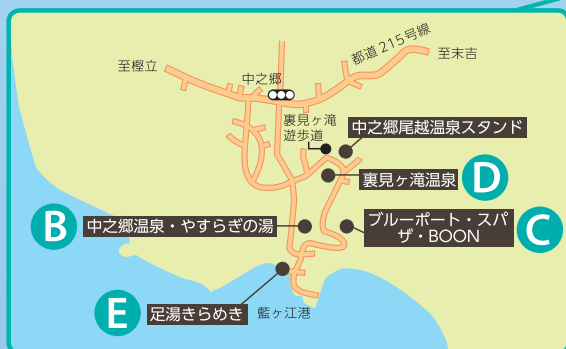 都道215号線
至樫立
至末吉
中之郷
裏見ヶ滝
遊歩道
中之郷尾越温泉スタンド
裏見ヶ滝温泉
D
B
中之郷温泉・やすらぎの湯
ブルーポート・スパ
ザ・BOON
C
E
足湯きらめき
藍ヶ江港